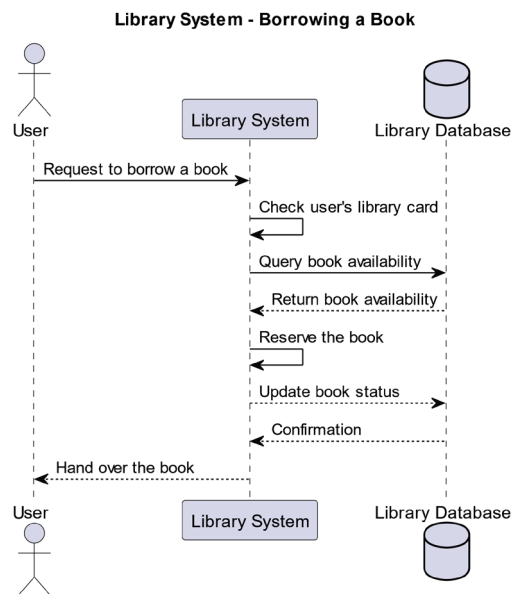 Library System - Borrowing a Book
User
Library System
Library Database
Request to borrow a book
Check user's library card
Query book availability
Return book availability
Reserve the book
Update book status
Confirmation
Hand over the book
User
Library System
Library Database